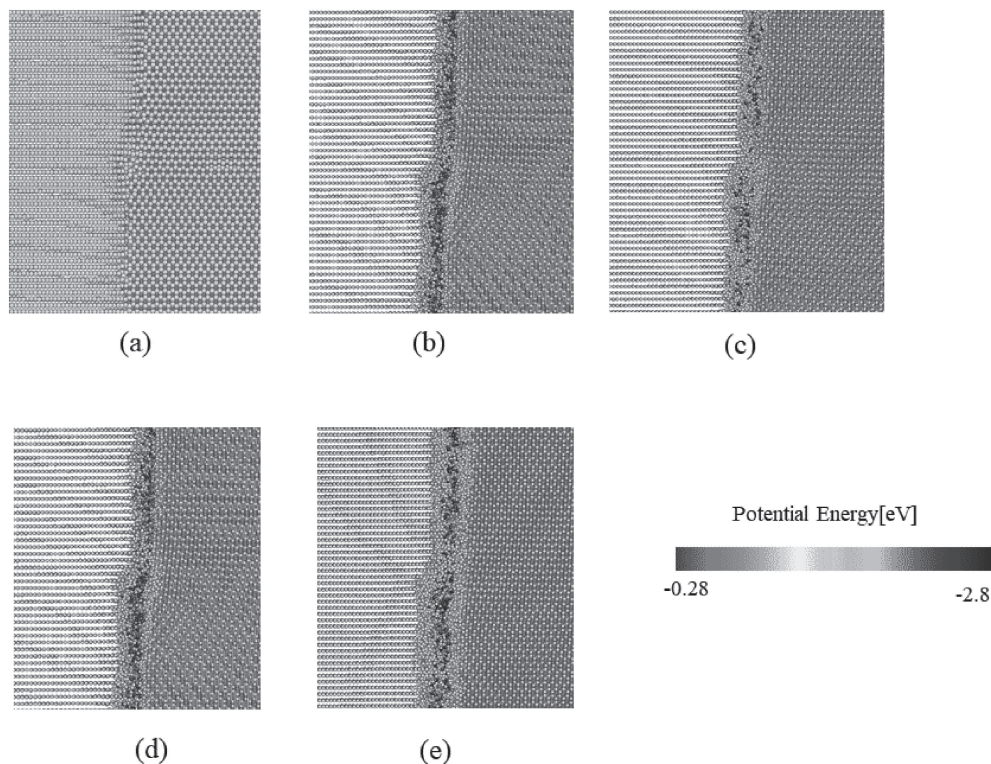 (a)
(b)
(c)
(d)
(e)
Potential Energy[eV]
-0.28
-2.8